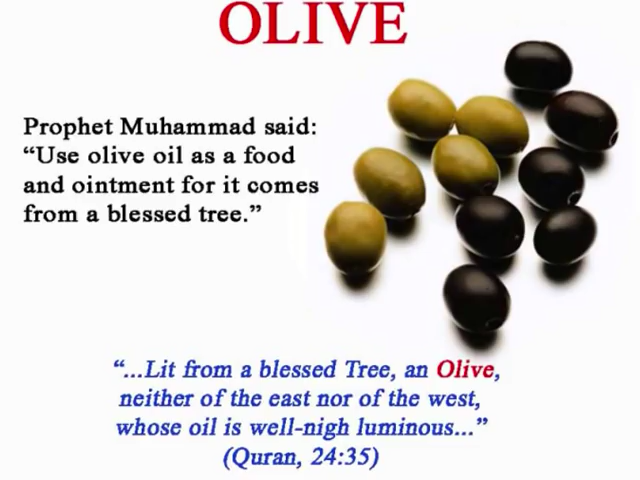 OLIVE
Prophet Muhammad said:
“Use olive oil as a food
and ointment for it comes
from a blessed tree.”
“...Lit from a blessed Tree, an Olive,
neither of the east nor of the west,
whose oil is well-nigh luminous...”
(Quran, 24:35)